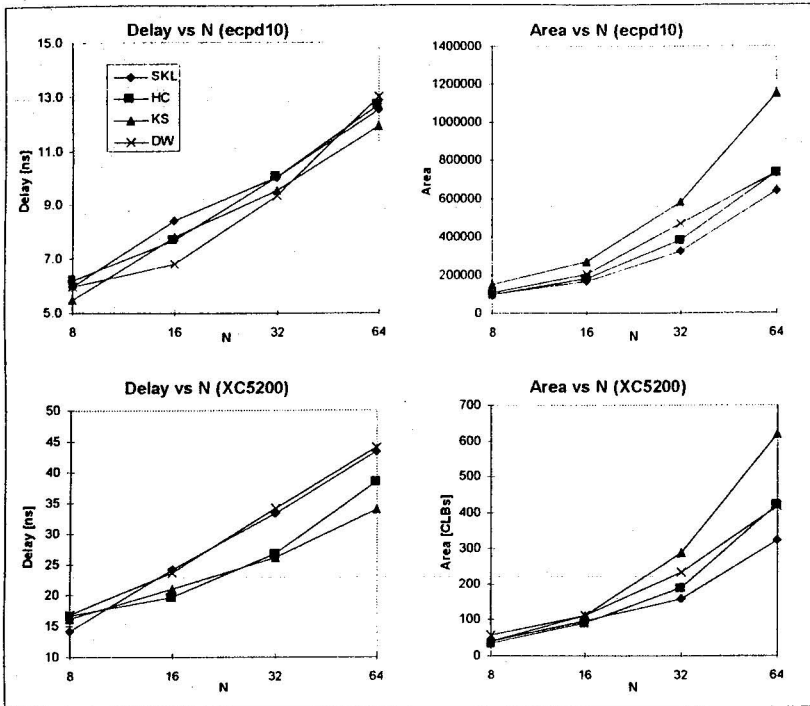 Delay vs N (ecpd10)
15.0
13.0
11.0
9.0
7.0
5.0
Delay [ns]
SKL
HC
KS
DW
8
16
32
64
N
Area vs N (ecpd10)
1400000
1200000
1000000
800000
600000
400000
200000
0
Area
8
16
32
64
N
Delay vs N (XC5200)
50
45
40
35
30
25
20
15
10
Delay [ns]
8
16
32
64
N
Area vs N (XC5200)
700
600
500
400
300
200
100
0
Area [CLBs]
8
16
32
64
N